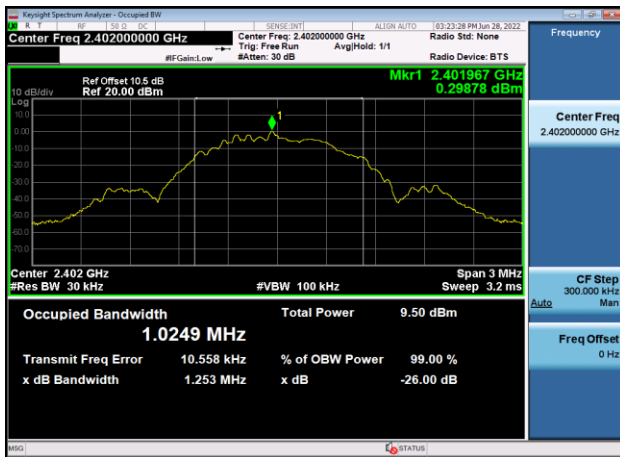 Keysight Spectrum Analyzer - Occupied BW
R T RF 50 Ω DC SENSE:INT ALIGN AUTO 03:23:28 PM Jun 28, 2022
Center Freq 2.402000000 GHz Center Freq: 2.402000000 GHz Radio Std: None Frequency
Trig: Free Run Avg|Hold: 1/1
#IFGain:Low #Atten: 30 dB Radio Device: BTS
Ref Offset 10.5 dB Mkr1 2.401967 GHz
10 dB/div Ref 20.00 dBm 0.29878 dBm
Log
10.0
0.00
-10.0
-20.0
-30.0
-40.0
-50.0
-60.0
-70.0
1
Center Freq
2.402000000 GHz
Center 2.402 GHz Span 3 MHz
#Res BW 30 kHz #VBW 100 kHz Sweep 3.2 ms
CF Step
300.000 kHz
Auto Man
Occupied Bandwidth Total Power 9.50 dBm
1.0249 MHz
Transmit Freq Error 10.558 kHz % of OBW Power 99.00 %
x dB Bandwidth 1.253 MHz x dB -26.00 dB
Freq Offset
0 Hz
MSG STATUS